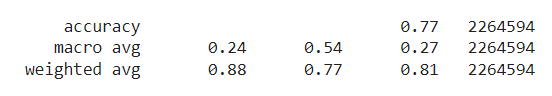 accuracy 0.77 2264594
macro avg 0.24 0.54 0.27 2264594
weighted avg 0.88 0.77 0.81 2264594